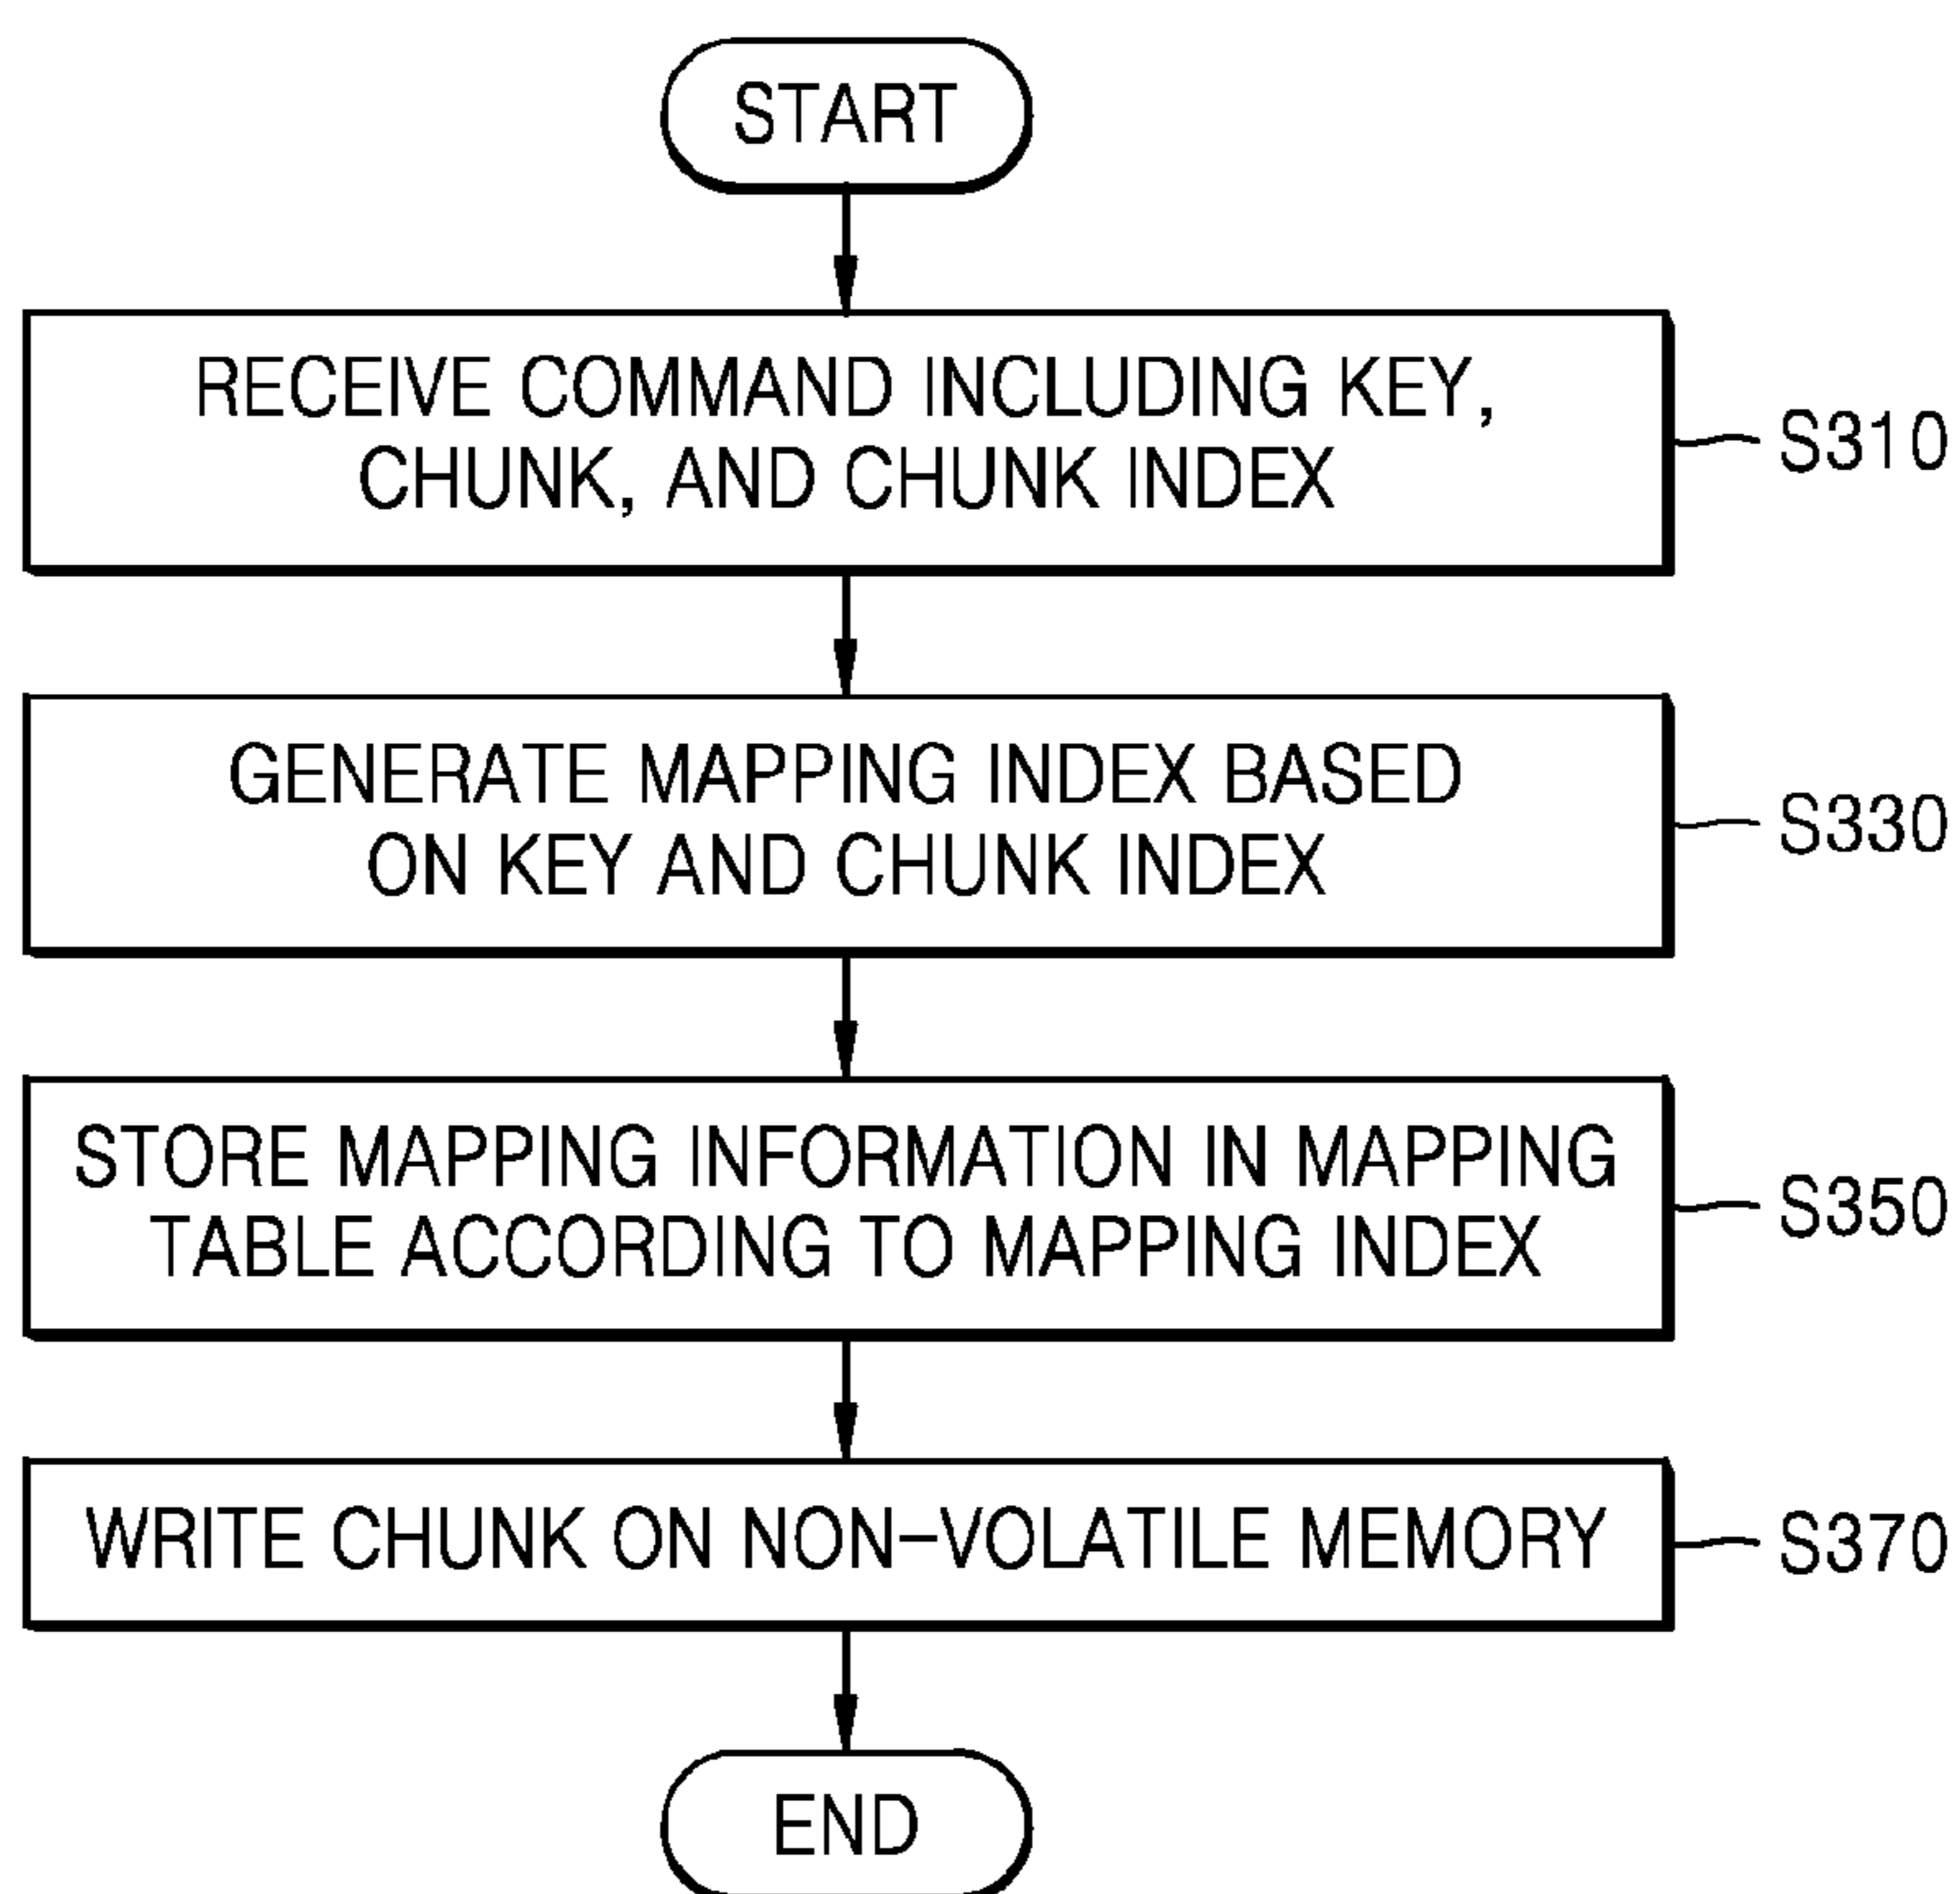 START
RECEIVE COMMAND INCLUDING KEY,
CHUNK, AND CHUNK INDEX
S310
GENERATE MAPPING INDEX BASED
ON KEY AND CHUNK INDEX
S330
STORE MAPPING INFORMATION IN MAPPING
TABLE ACCORDING TO MAPPING INDEX
S350
WRITE CHUNK ON NON-VOLATILE MEMORY
S370
END